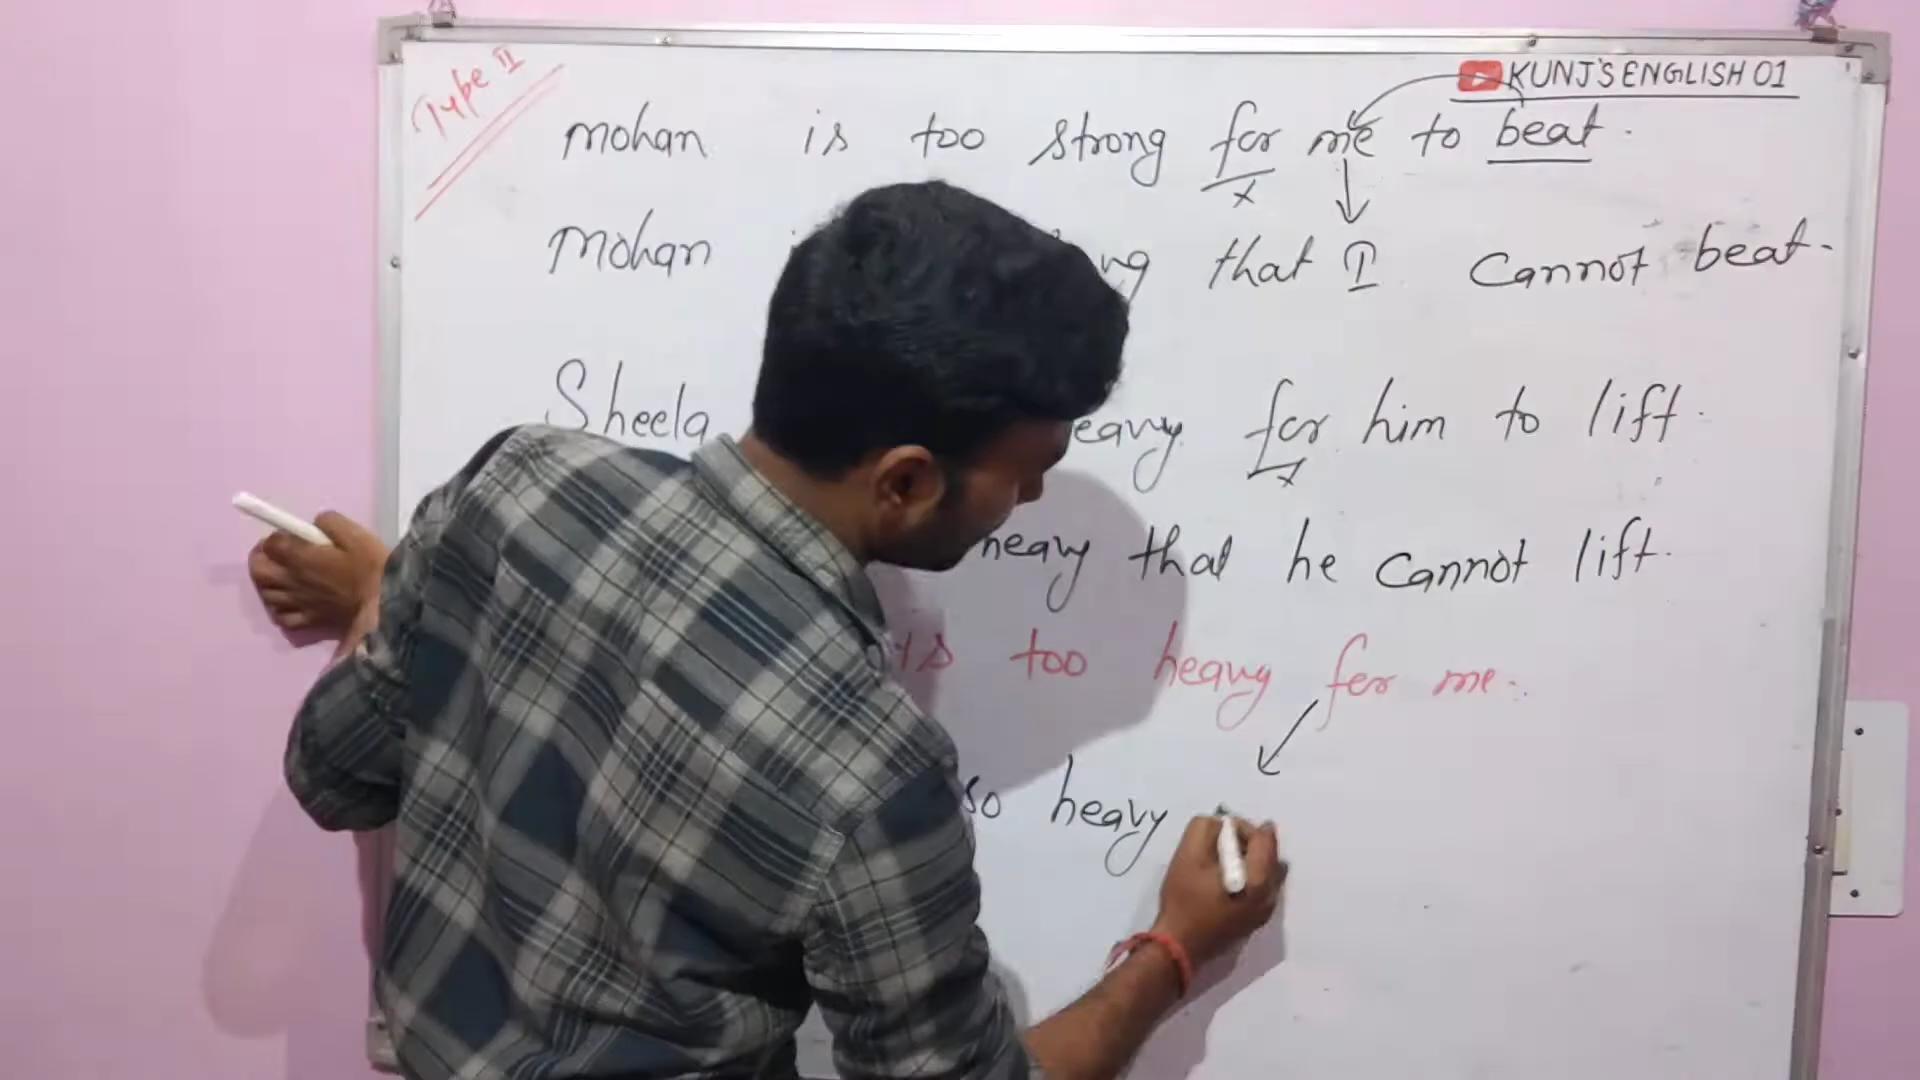 Type II
KUNJ'S ENGLISH 01
Mohan is too strong for me to beat.
x
Mohan that I cannot beat.
Sheela for him to lift.
x
heavy that he cannot lift.
is too heavy for me.
so heavy